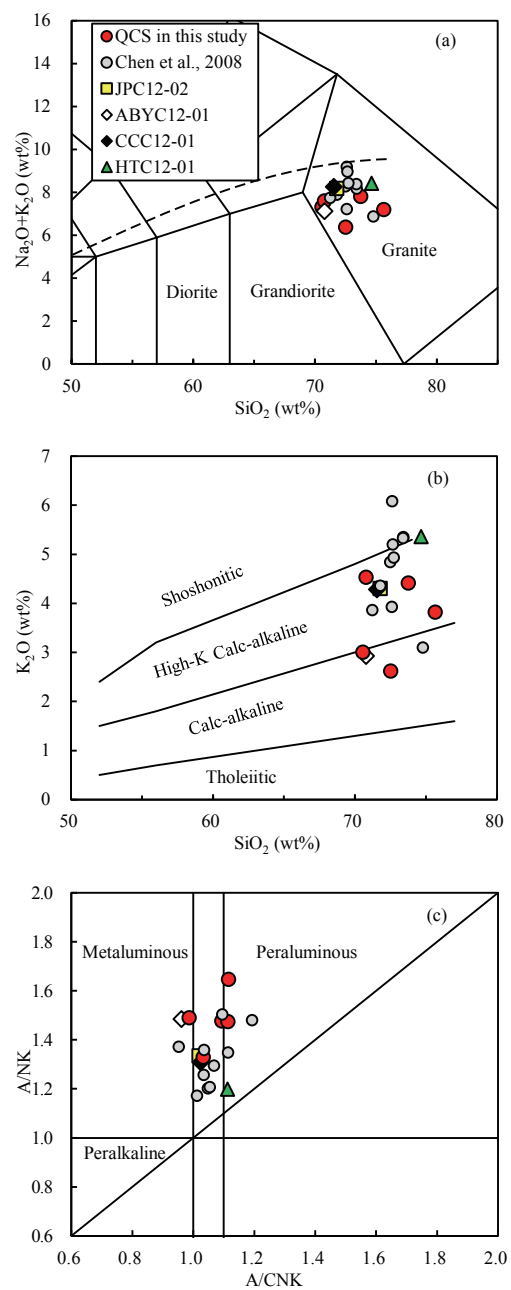 16
14
12
10
8
6
4
2
0
Na₂O+K₂O (wt%)
QCS in this study
Chen et al., 2008
JPC12-02
ABYC12-01
CCC12-01
HTC12-01
(a)
Diorite
Grandiorite
Granite
50
60
70
80
SiO₂ (wt%)
7
6
5
4
3
2
1
0
K₂O (wt%)
(b)
Shoshonitic
High-K Calc-alkaline
Calc-alkaline
Tholeiitic
50
60
70
80
SiO₂ (wt%)
2.0
1.8
1.6
1.4
1.2
1.0
0.8
0.6
A/NK
(c)
Metaluminous
Peraluminous
Peralkaline
0.6
0.8
1.0
1.2
1.4
1.6
1.8
2.0
A/CNK